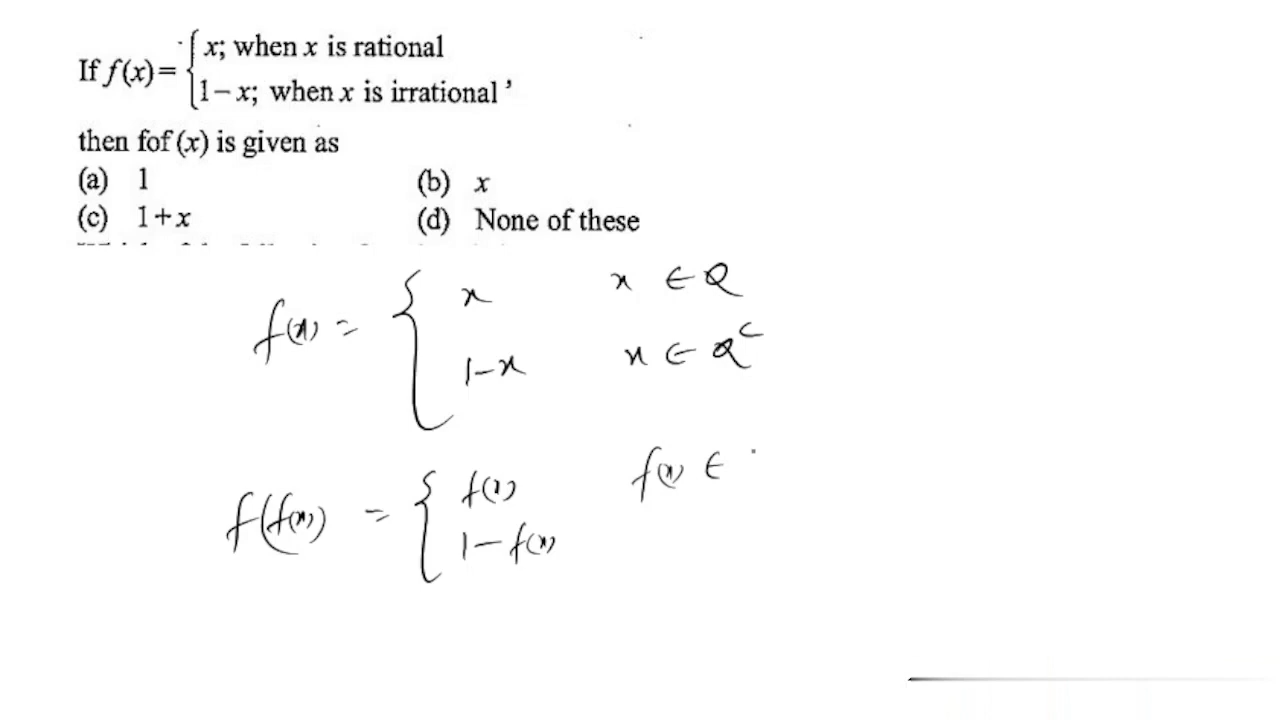 If f(x) = { x; when x is rational
1 – x; when x is irrational ,
then fof (x) is given as
(a) 1 (b) x
(c) 1+x (d) None of these
f(x) = { x x ∈ Q
1-x x ∈ Q^c
f(f(x)) = { f(x) f(x) ∈
1-f(x)